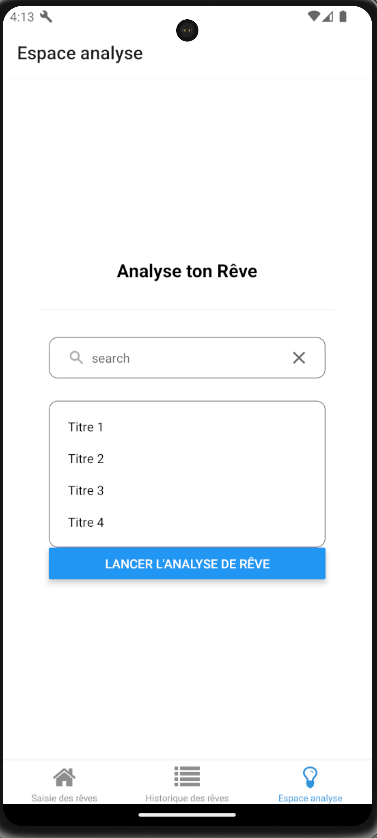 4:13
Espace analyse
Analyse ton Rêve
search
Titre 1
Titre 2
Titre 3
Titre 4
LANCER L'ANALYSE DE RÊVE
Saisie des rêves
Historique des rêves
Espace analyse